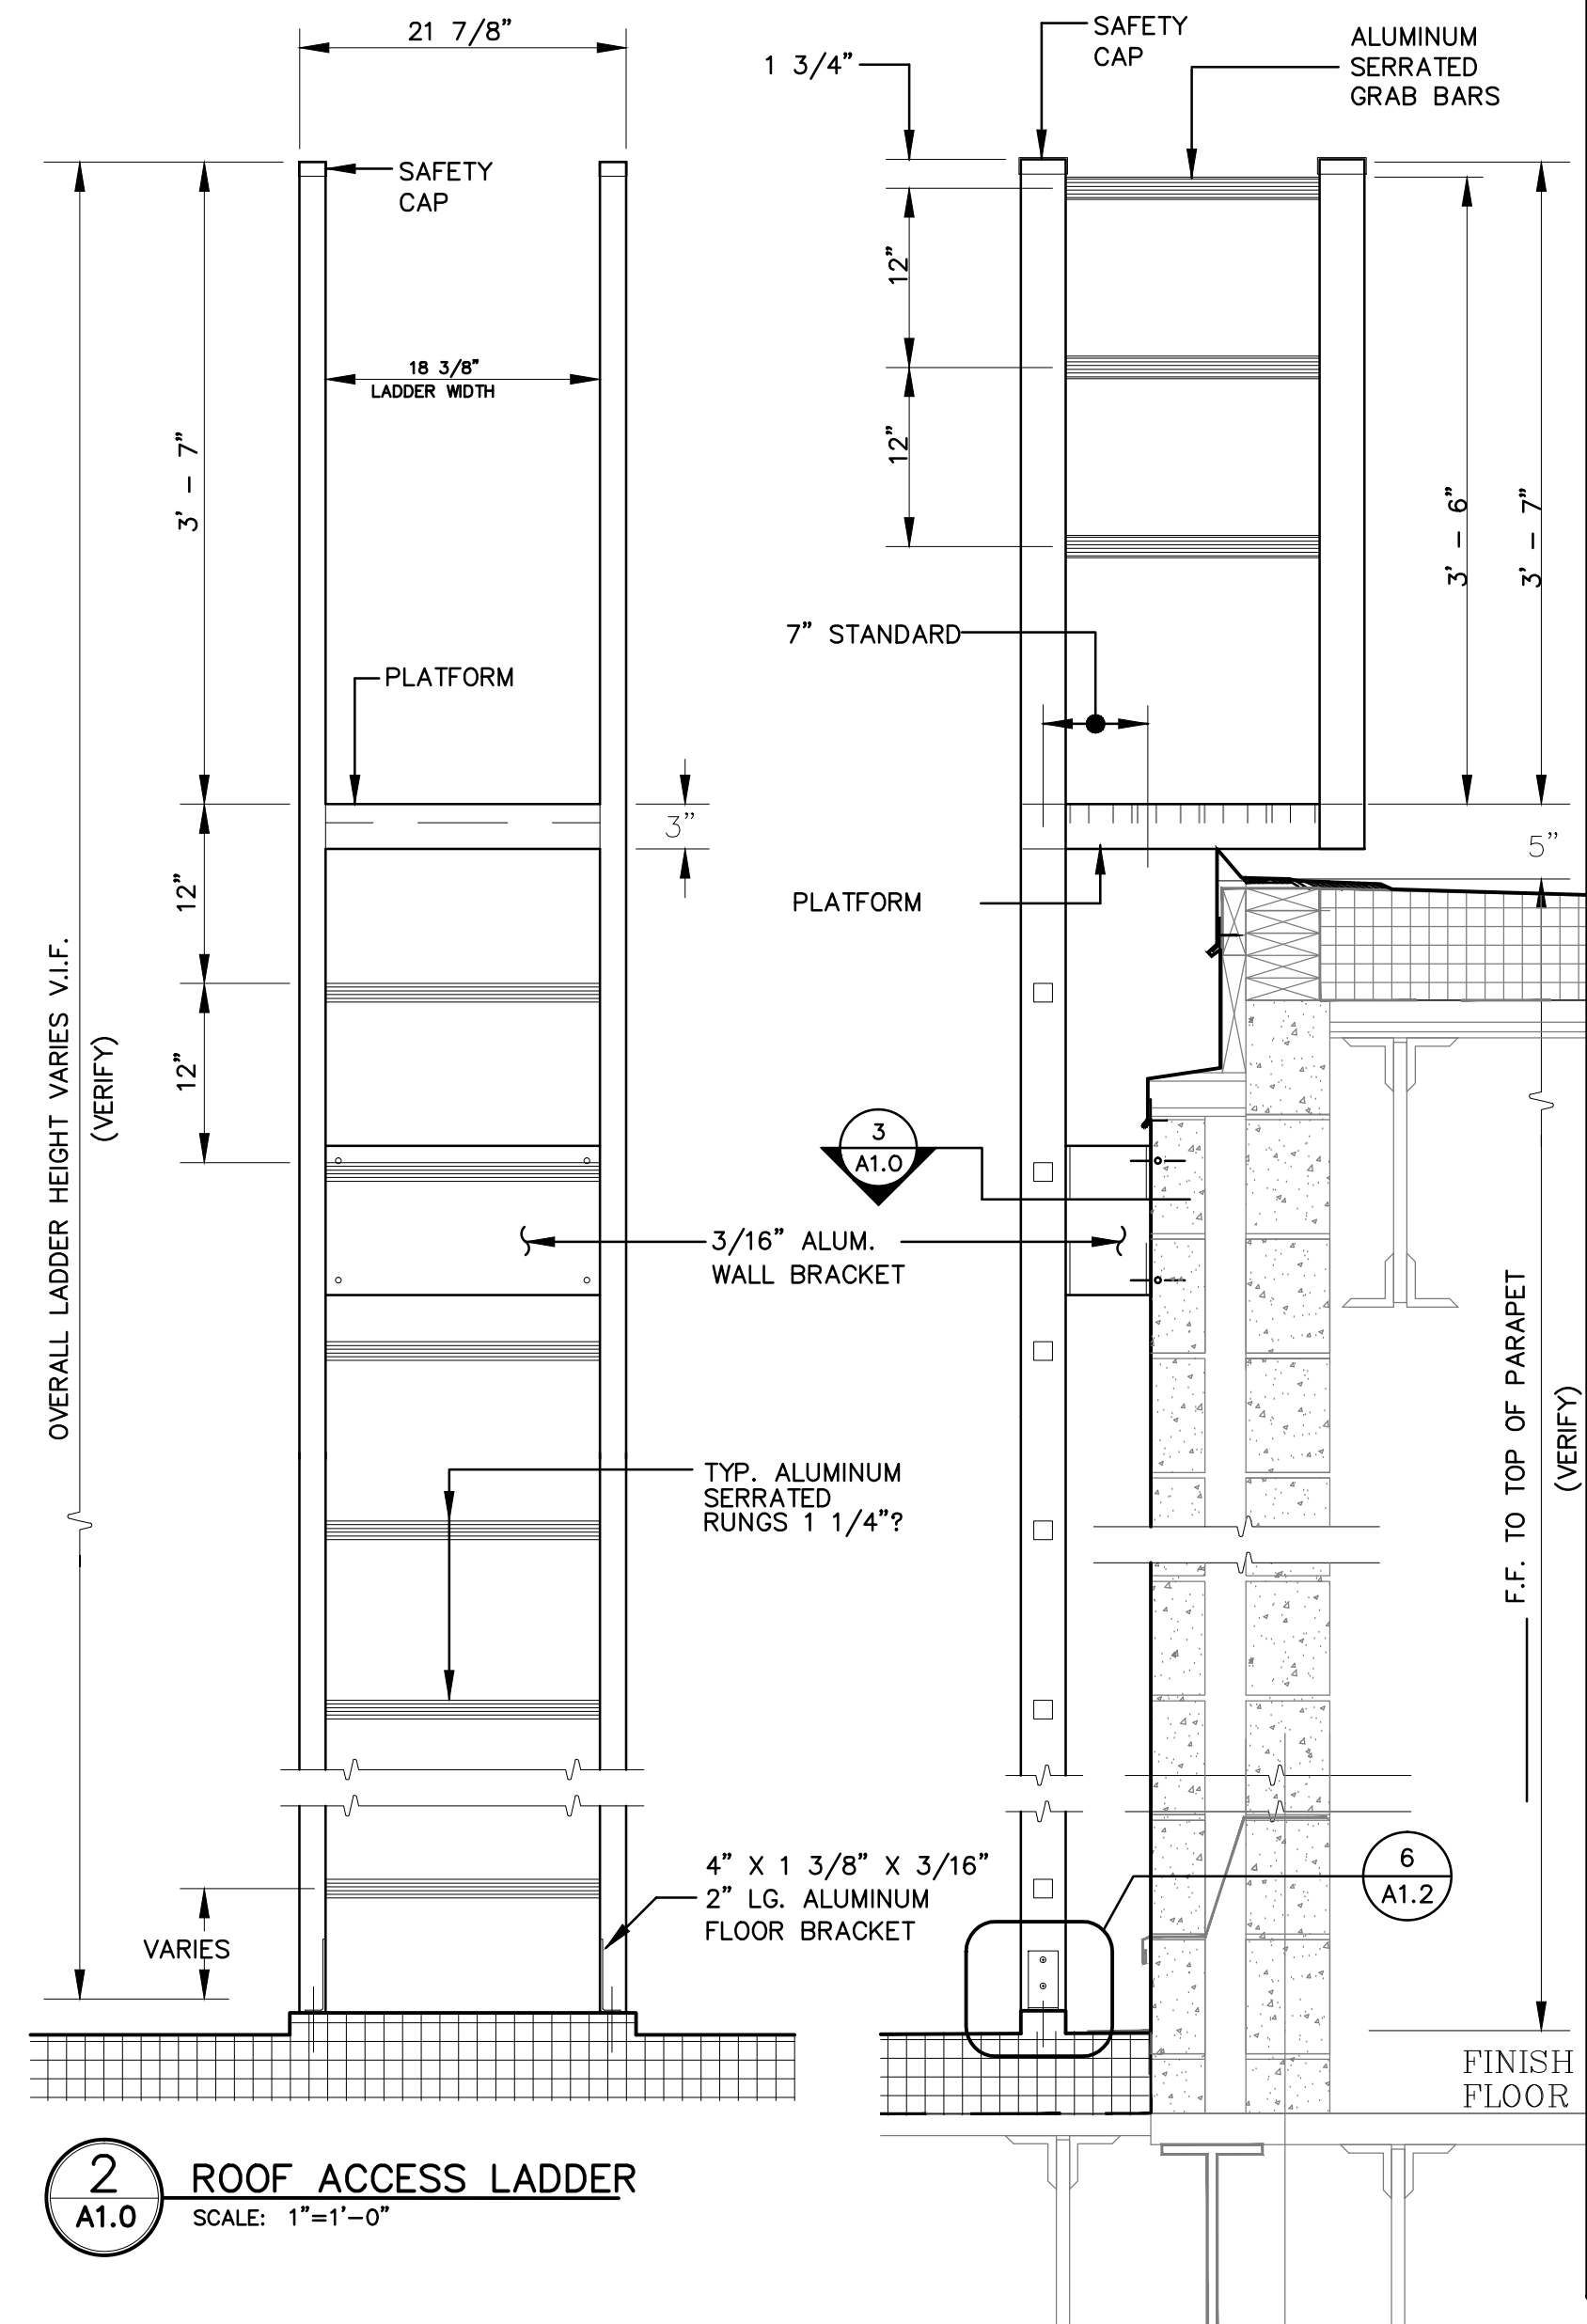 21 7/8”
SAFETY
CAP
18 3/8”
LADDER WIDTH
3' - 7”
PLATFORM
3”
12”
12”
OVERALL LADDER HEIGHT VARIES V.I.F.
(VERIFY)
VARIES
1 3/4”
SAFETY
CAP
ALUMINUM
SERRATED
GRAB BARS
12”
12”
7” STANDARD
3' - 6”
3' - 7”
5”
PLATFORM
3
A1.0
3/16” ALUM.
WALL BRACKET
TYP. ALUMINUM
SERRATED
RUNGS 1 1/4”?
F.F. TO TOP OF PARAPET
(VERIFY)
4” X 1 3/8” X 3/16”
2” LG. ALUMINUM
FLOOR BRACKET
6
A1.2
FINISH
FLOOR
2
A1.0
ROOF ACCESS LADDER
SCALE: 1”=1'-0”